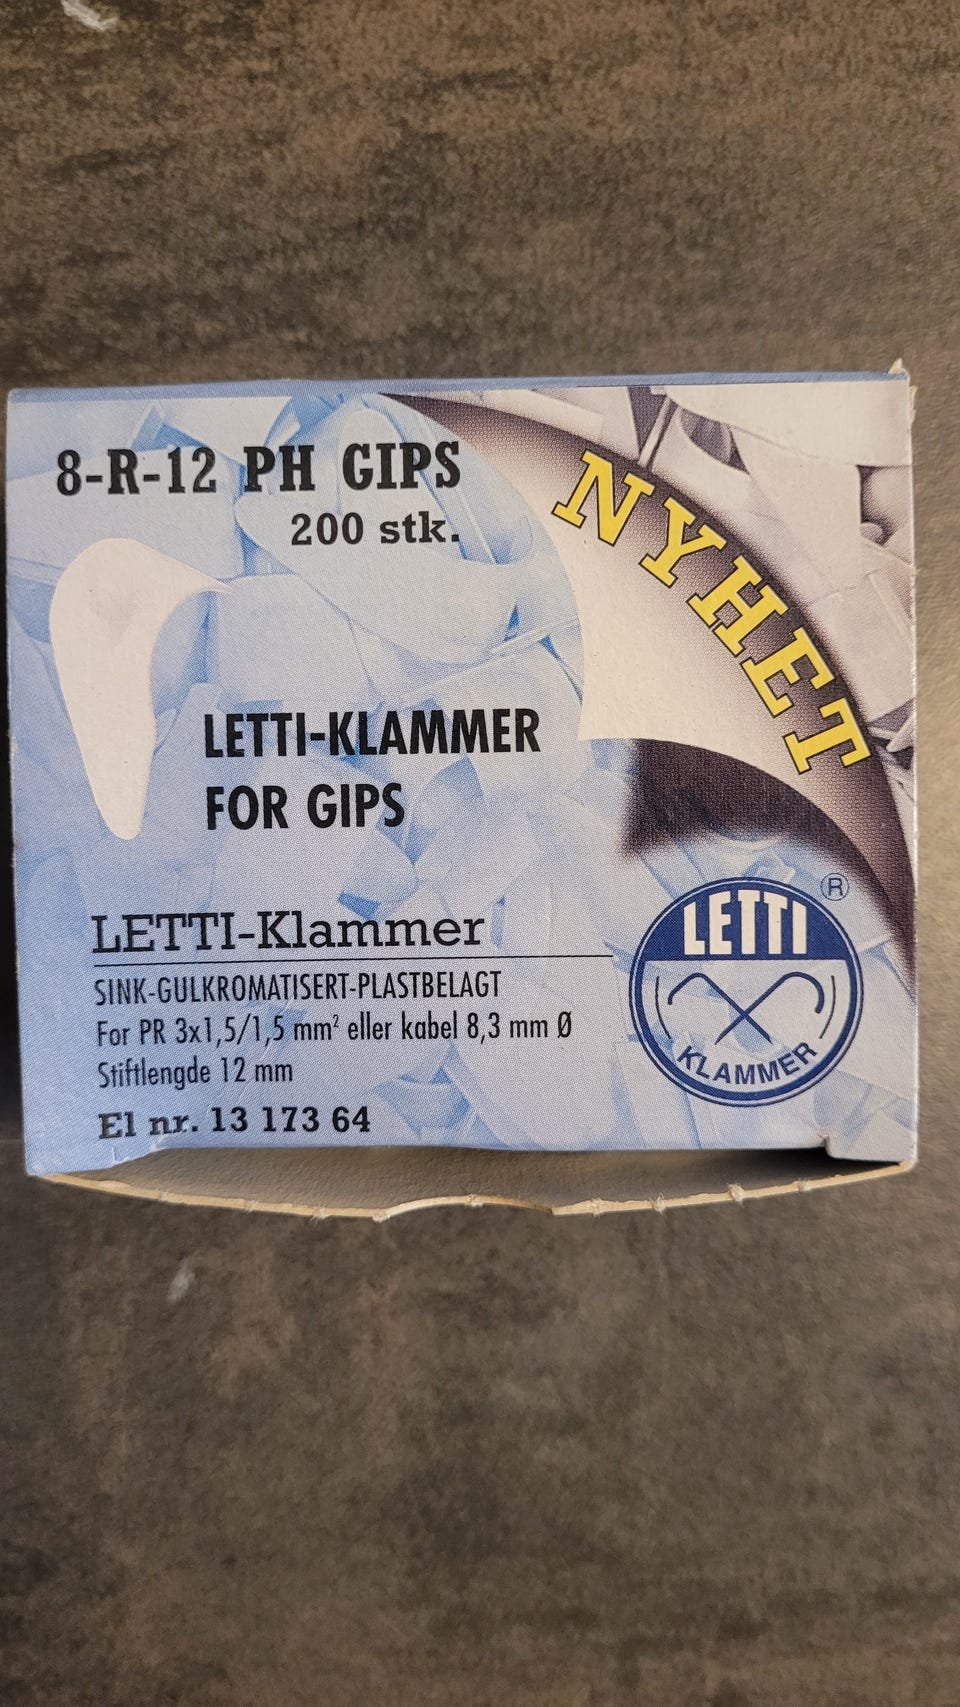 8-R-12 PH GIPS
200 stk.
NYHET
LETTI-KLAMMER
FOR GIPS
LETTI-Klammer
SINK-GULKROMATISERT-PLASTBELAGT
For PR 3x1,5/1,5 mm² eller kabel 8,3 mm Ø
Stiftlengde 12 mm
El nr. 13 173 64
®
LETTI
KLAMMER